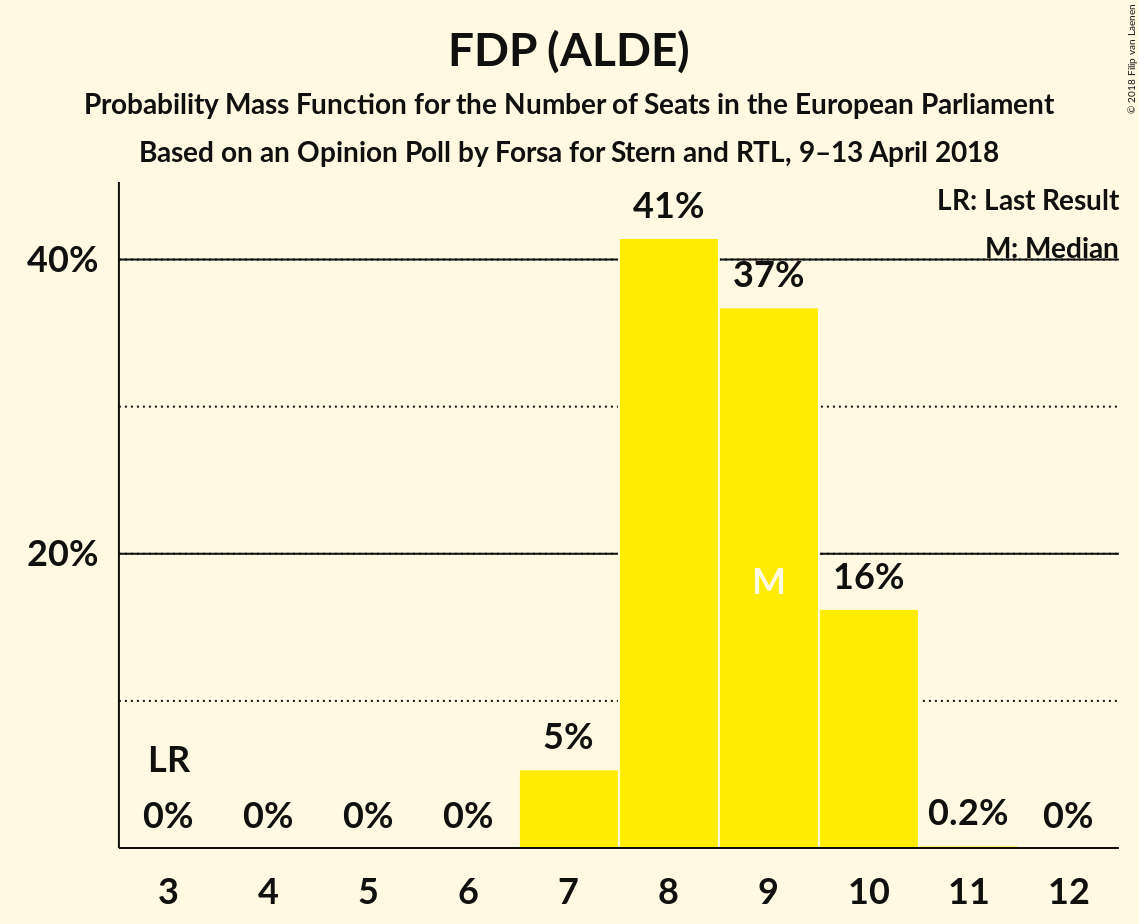 FDP (ALDE)
Probability Mass Function for the Number of Seats in the European Parliament
Based on an Opinion Poll by Forsa for Stern and RTL, 9–13 April 2018
© 2018 Filip van Laenen
LR: Last Result
M: Median
41%
40%
37%
20%
16%
M
5%
LR
0%
0%
0%
0%
0.2%
0%
3 4 5 6 7 8 9 10 11 12